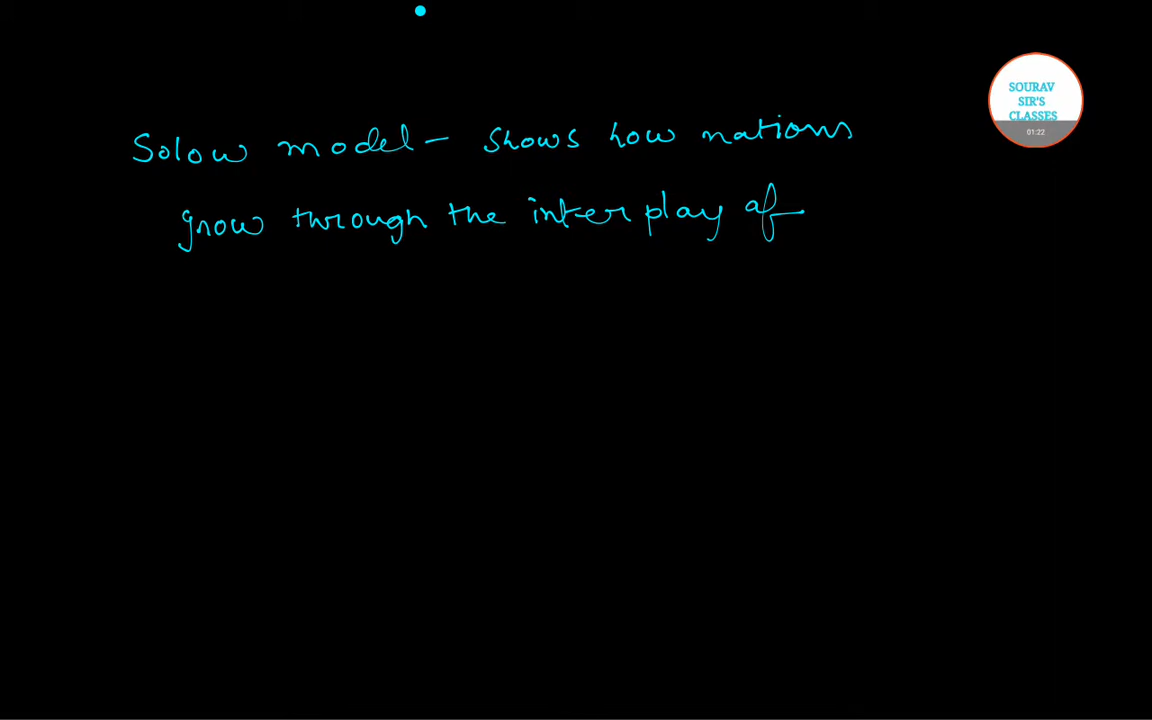 SOURAV
SIR'S
CLASSES
01:22
Solow model - shows how nations
grow through the interplay of